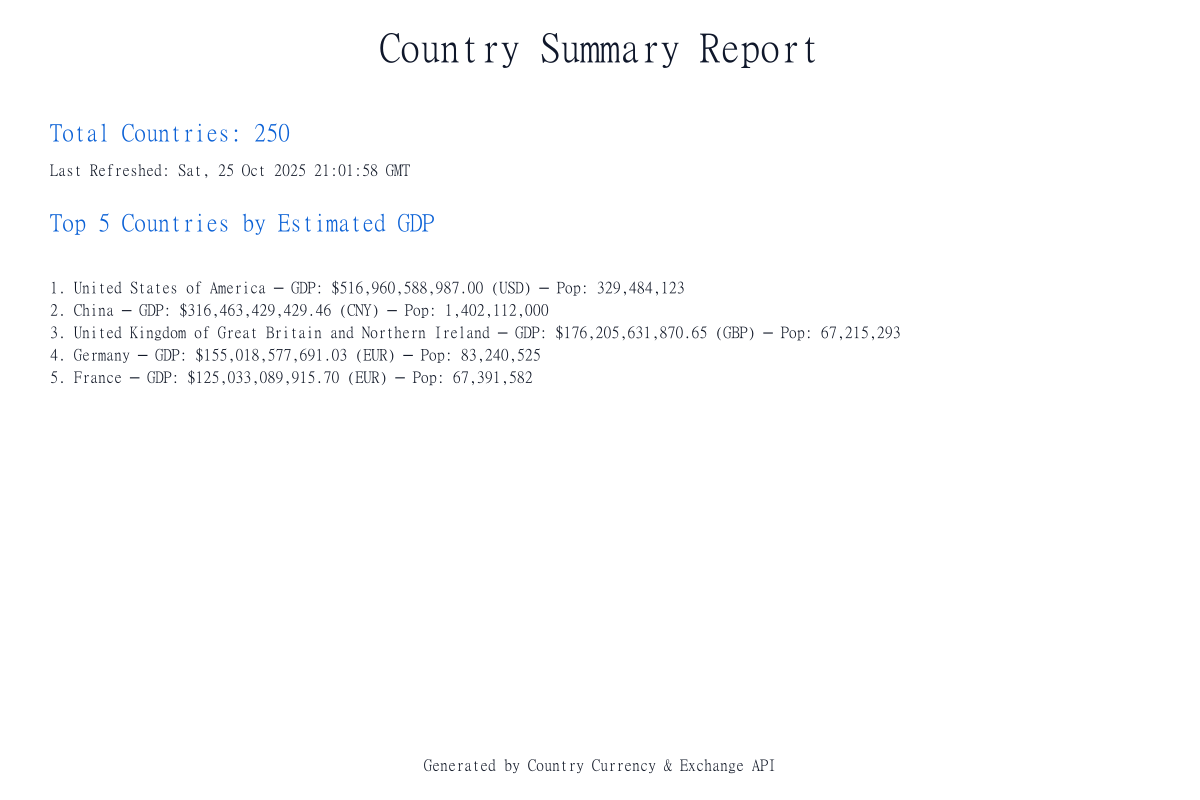 Country Summary Report
Total Countries: 250
Last Refreshed: Sat, 25 Oct 2025 21:01:58 GMT
Top 5 Countries by Estimated GDP
1. United States of America — GDP: $516,960,588,987.00 (USD) — Pop: 329,484,123
2. China — GDP: $316,463,429,429.46 (CNY) — Pop: 1,402,112,000
3. United Kingdom of Great Britain and Northern Ireland — GDP: $176,205,631,870.65 (GBP) — Pop: 67,215,293
4. Germany — GDP: $155,018,577,691.03 (EUR) — Pop: 83,240,525
5. France — GDP: $125,033,089,915.70 (EUR) — Pop: 67,391,582
Generated by Country Currency & Exchange API